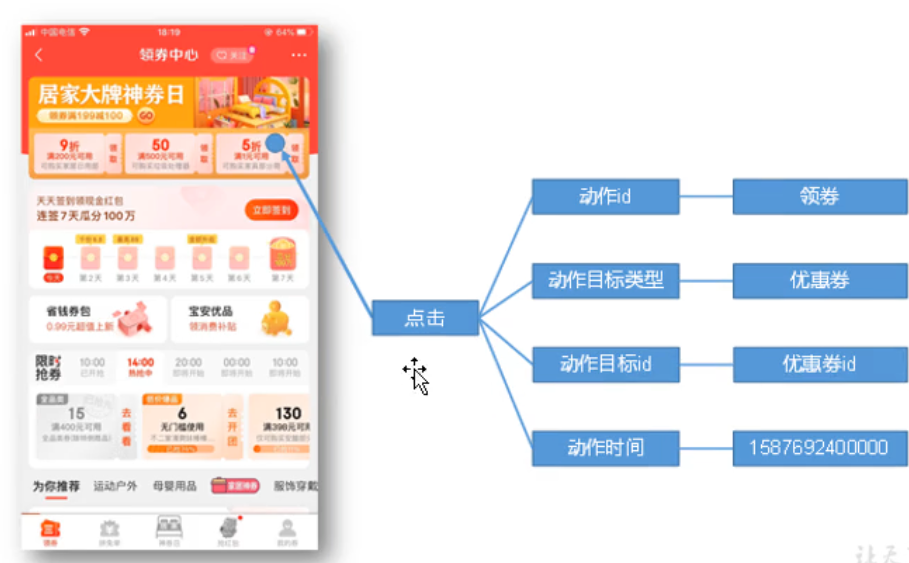 中国电信
18:19
64%
领券中心
关注
居家大牌神券日
领券满199减100 GO
9折
满200元可用
领取
50
满500元可用
领取
5折
满1元可用
领取
天天签到领现金红包
连签7天瓜分100万
立即签到
今天 第2天 第3天 第4天 第5天 第6天 第7天
省钱券包
0.99元超值上新
宝安优品
领消费补贴
限时抢券
10:00 14:00 20:00 00:00 10:00
已开抢 热抢中 即将开始 即将开始 即将开始
全品类
15
满400元可用
去看看
6
无门槛使用
去开团
130
满398元可用
为你推荐 运动户外 母婴用品 家居神券 服饰穿戴
领券 神券日 抢红包 我的券
点击
动作id 领券
动作目标类型 优惠券
动作目标id 优惠券id
动作时间 1587692400000
让天